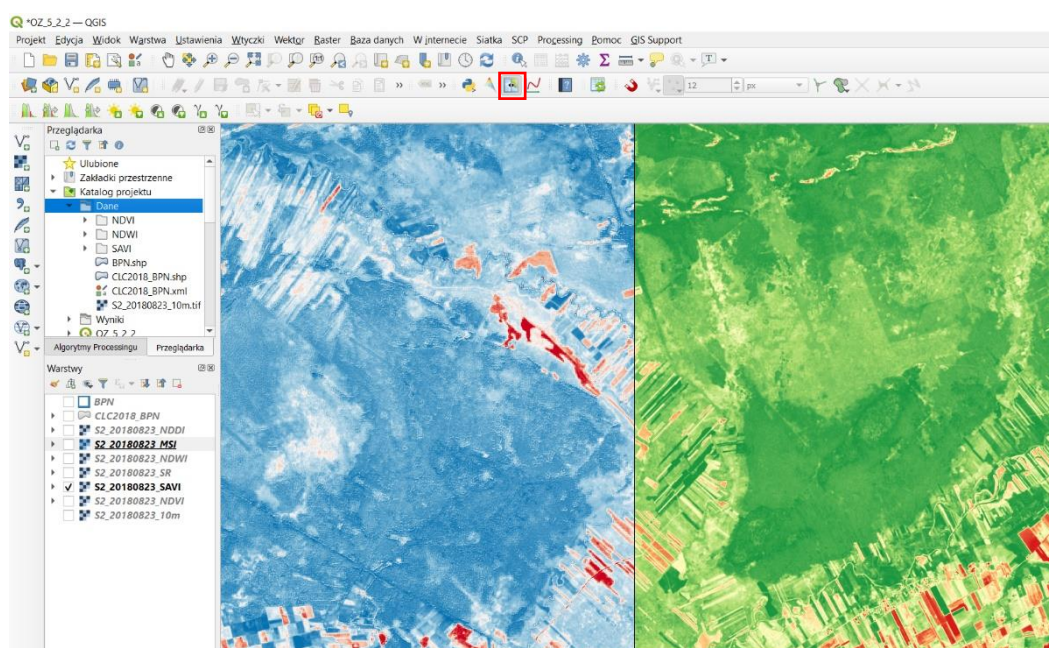 *OZ_5_2_2 — QGIS
Projekt Edycja Widok Warstwa Ustawienia Wtyczki Wektor Raster Baza danych W internecie Siatka SCP Processing Pomoc GIS Support
12 px
Przeglądarka
Ulubione
Zakładki przestrzenne
Katalog projektu
Dane
NDVI
NDWI
SAVI
BPN.shp
CLC2018_BPN.shp
CLC2018_BPN.xml
S2_20180823_10m.tif
Wyniki
OZ_5_2_2
Algorytmy Processingu Przeglądarka
Warstwy
BPN
CLC2018_BPN
S2_20180823_NDDI
S2_20180823_MSI
S2_20180823_NDWI
S2_20180823_SR
S2_20180823_SAVI
S2_20180823_NDVI
S2_20180823_10m